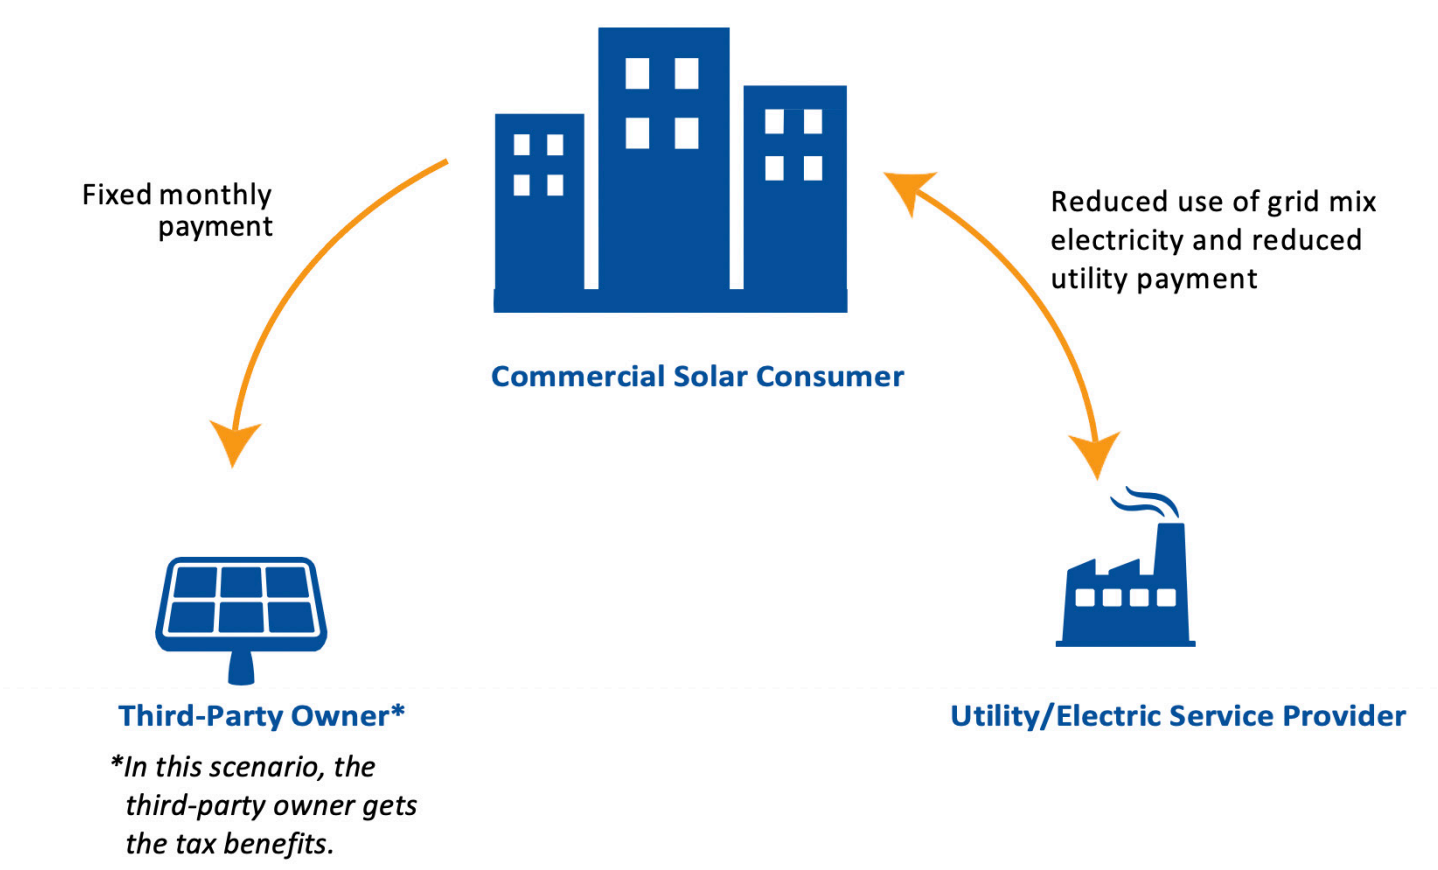 Fixed monthly
payment
Reduced use of grid mix
electricity and reduced
utility payment
Commercial Solar Consumer
Third-Party Owner*
*In this scenario, the
third-party owner gets
the tax benefits.
Utility/Electric Service Provider